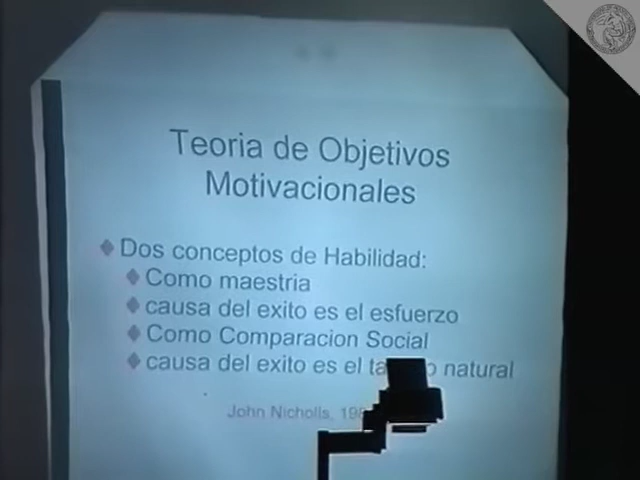 Teoria de Objetivos
Motivacionales
Dos conceptos de Habilidad:
Como maestria
causa del exito es el esfuerzo
Como Comparacion Social
causa del exito es el natural
John Nicholls,